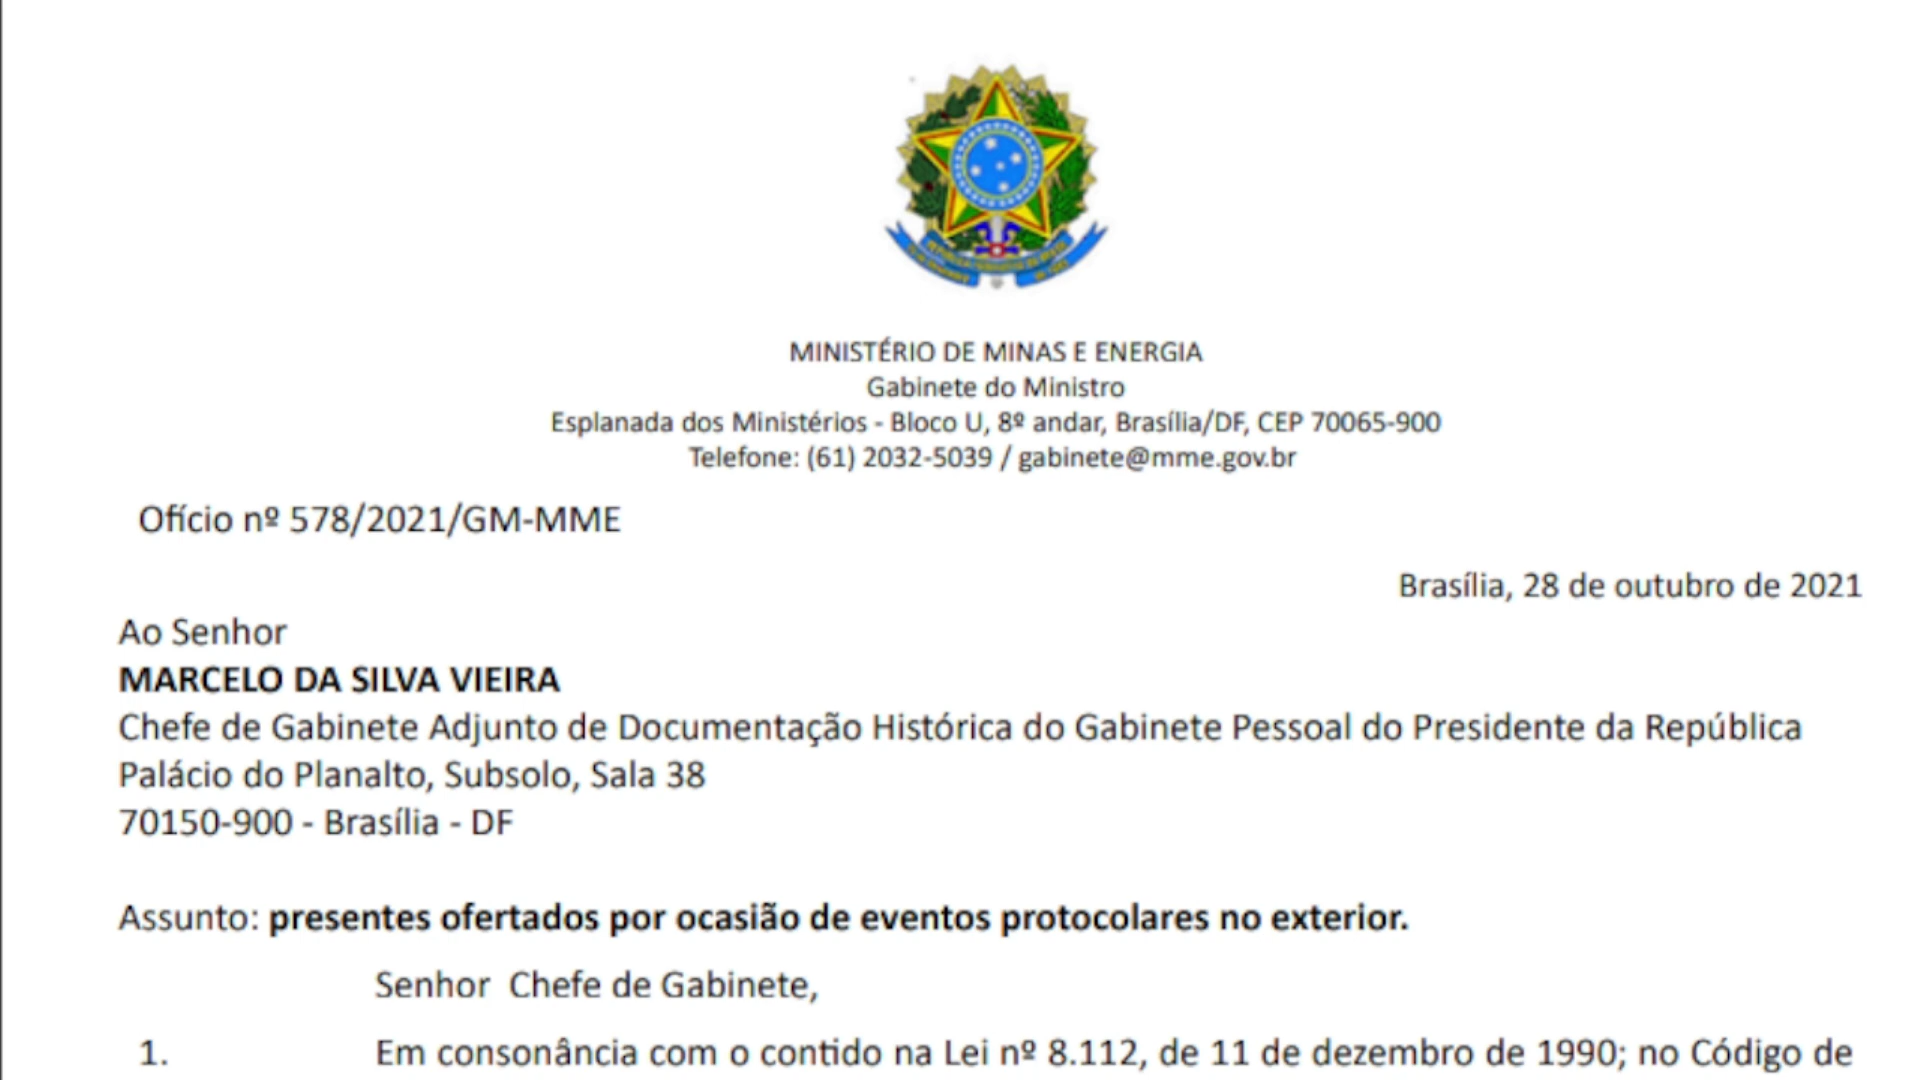 MINISTÉRIO DE MINAS E ENERGIA
Gabinete do Ministro
Esplanada dos Ministérios - Bloco U, 8º andar, Brasília/DF, CEP 70065-900
Telefone: (61) 2032-5039 / gabinete@mme.gov.br
Ofício nº 578/2021/GM-MME
Brasília, 28 de outubro de 2021
Ao Senhor
MARCELO DA SILVA VIEIRA
Chefe de Gabinete Adjunto de Documentação Histórica do Gabinete Pessoal do Presidente da República
Palácio do Planalto, Subsolo, Sala 38
70150-900 - Brasília - DF
Assunto: presentes ofertados por ocasião de eventos protocolares no exterior.
Senhor Chefe de Gabinete,
1. Em consonância com o contido na Lei nº 8.112, de 11 de dezembro de 1990; no Código de